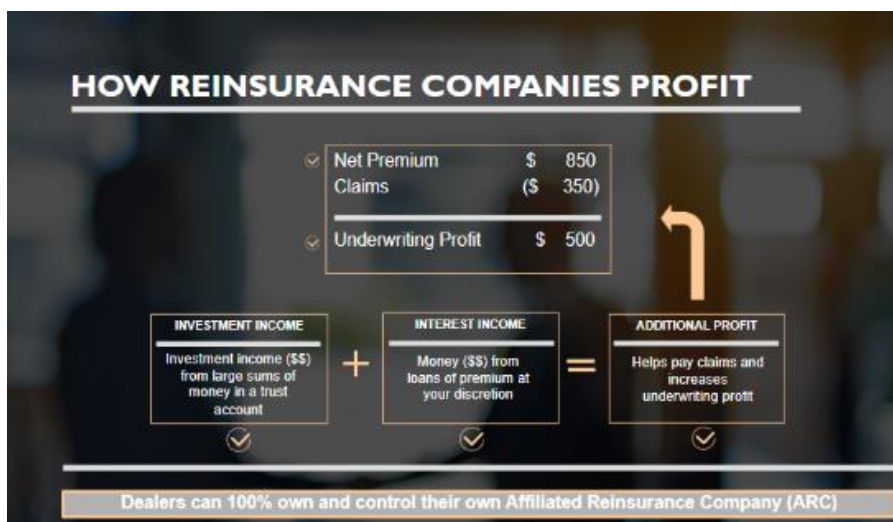 HOW REINSURANCE COMPANIES PROFIT
Net Premium $ 850
Claims ($ 350)
Underwriting Profit $ 500
INVESTMENT INCOME
Investment income ($$)
from large sums of
money in a trust
account
+
INTEREST INCOME
Money ($$) from
loans of premium at
your discretion
=
ADDITIONAL PROFIT
Helps pay claims and
increases
underwriting profit
Dealers can 100% own and control their own Affiliated Reinsurance Company (ARC)